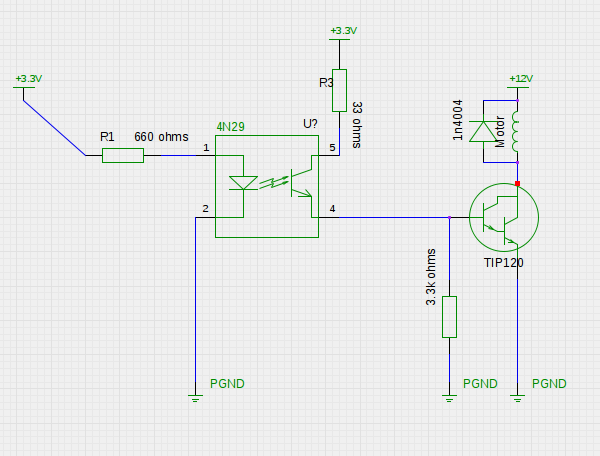 +3.3V
+3.3V
+12V
R3
33 ohms
1n4004
Motor
4N29
U?
R1
660 ohms
1
5
2
4
TIP120
3.3k ohms
PGND
PGND
PGND